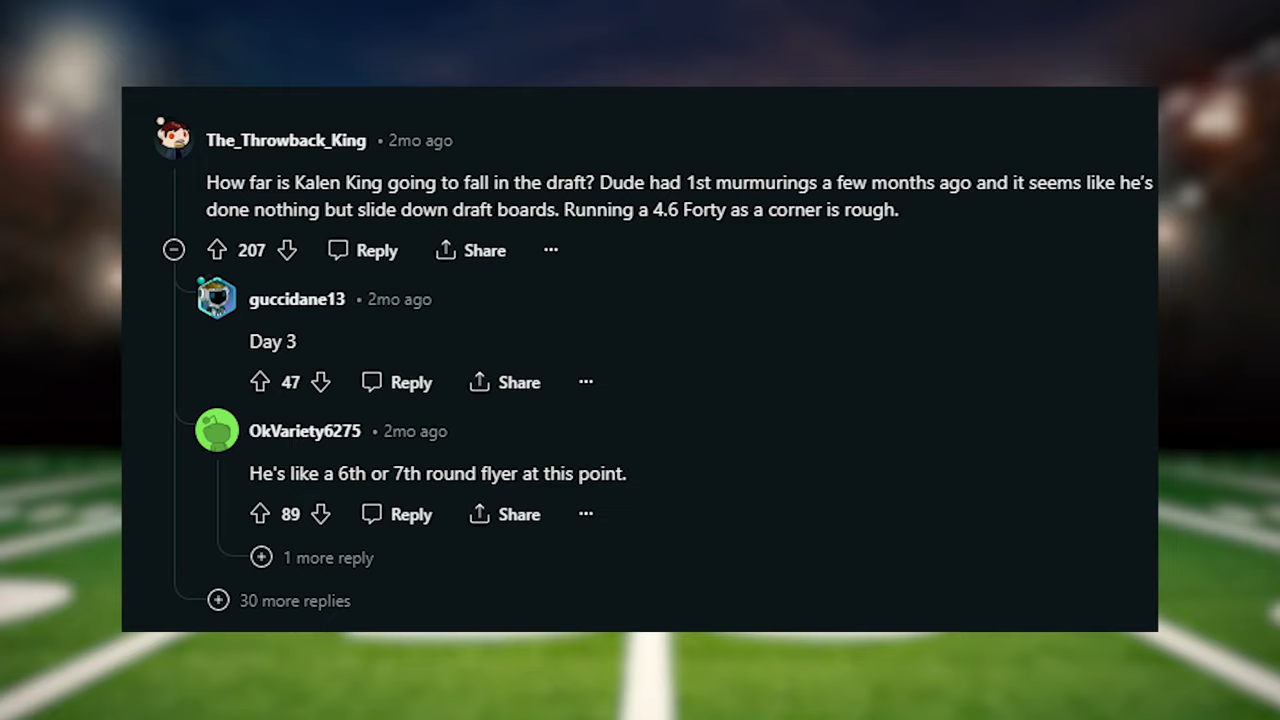 The_Throwback_King • 2mo ago
How far is Kalen King going to fall in the draft? Dude had 1st murmurings a few months ago and it seems like he's
done nothing but slide down draft boards. Running a 4.6 Forty as a corner is rough.
207 Reply Share ...
guccidane13 • 2mo ago
Day 3
47 Reply Share ...
OkVariety6275 • 2mo ago
He's like a 6th or 7th round flyer at this point.
89 Reply Share ...
1 more reply
30 more replies